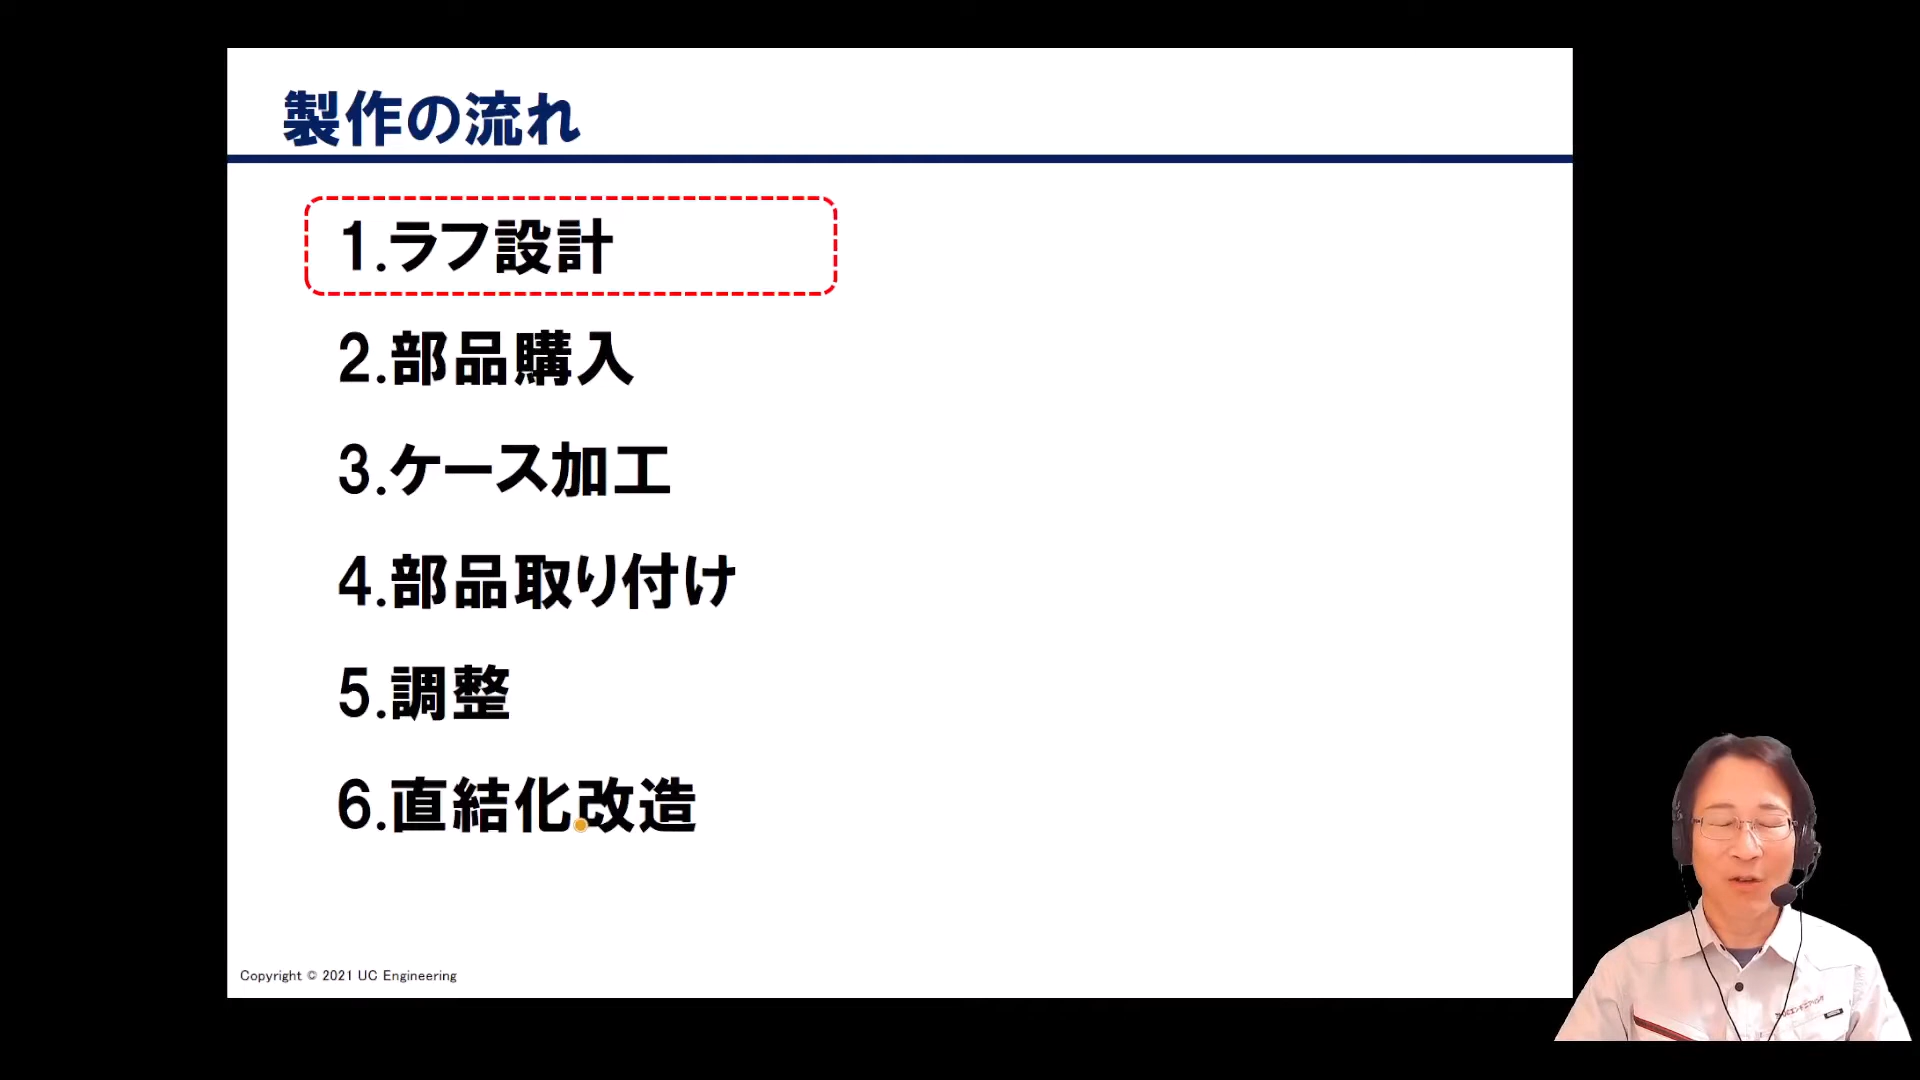 製作の流れ
1.ラフ設計
2.部品購入
3.ケース加工
4.部品取り付け
5.調整
6.直結化改造
Copyright © 2021 UC Engineering